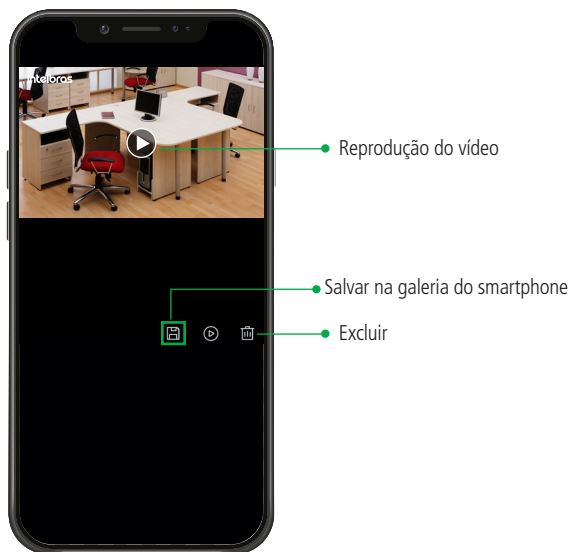 intelbras
Reprodução do vídeo
Salvar na galeria do smartphone
Excluir